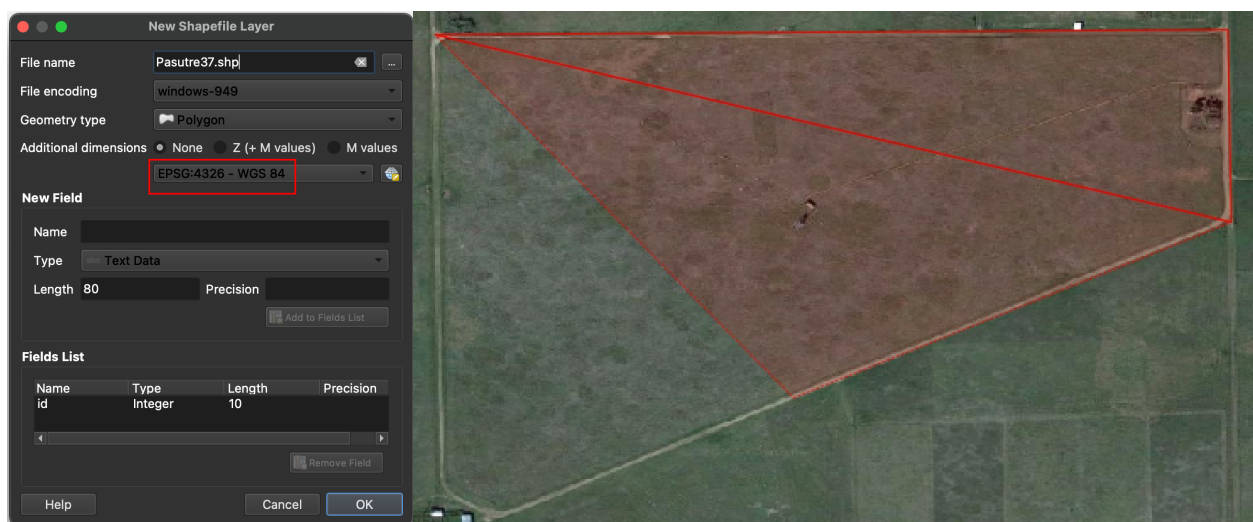 New Shapefile Layer
File name Pasutre37.shp ...
File encoding windows-949
Geometry type Polygon
Additional dimensions None Z (+ M values) M values
EPSG:4326 - WGS 84
New Field
Name
Type abc Text Data
Length 80 Precision
Add to Fields List
Fields List
Name Type Length Precision
id Integer 10
Remove Field
Help Cancel OK